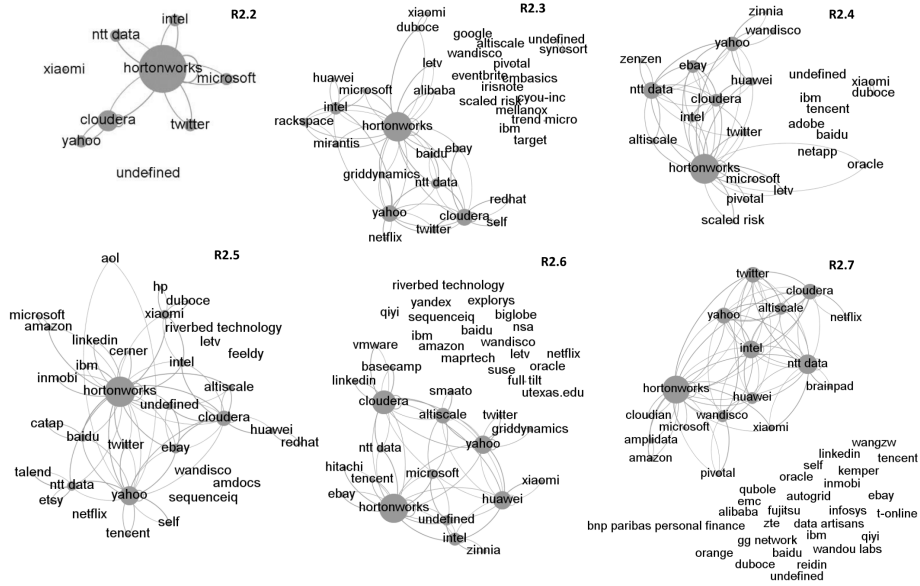 R2.2
intel
ntt data
xiaomi
hortonworks
microsoft
cloudera
twitter
yahoo
undefined
R2.3
xiaomi
duboce
google
altiscale
undefined
wandisco
synosort
letv
pivotal
huawei
eventbrite
embasics
microsoft
alibaba
irisnote
intel
scaled risk
cyou-inc
mellanox
rackspace
hortonworks
trend micro
ibm
mirantis
target
baidu
ebay
griddynamics
ntt data
redhat
yahoo
cloudera
self
twitter
netflix
R2.4
zinnia
wandisco
yahoo
zenzen
ebay
huawei
undefined
xiaomi
ntt data
duboce
cloudera
ibm
tencent
intel
adobe
twitter
baidu
altiscale
netapp
hortonworks
oracle
microsoft
letv
pivotal
scaled risk
R2.5
aol
hp
duboce
microsoft
xiaomi
amazon
riverbed technology
linkedin
letv
cerner
feeldy
ibm
intel
inmobi
hortonworks
altiscale
undefined
cloudera
catap
huawei
baidu
twitter
redhat
ebay
talend
wandisco
ntt data
amdocs
etsy
yahoo
sequenceiq
netflix
self
tencent
R2.6
riverbed technology
yandex
explorys
qiyi
sequenceiq
biglobe
baidu
nsa
ibm
vmware
amazon
wandisco
maprtech
letv
netflix
basecamp
suse
oracle
linkedin
full tilt
smaato
utexas.edu
cloudera
altiscale
twitter
griddynamics
ntt data
yahoo
hitachi
microsoft
tencent
xiaomi
ebay
huawei
hortonworks
undefined
intel
zinnia
R2.7
twitter
cloudera
altiscale
yahoo
netflix
intel
ntt data
hortonworks
brainpad
huawei
cloudian
wandisco
microsoft
xiaomi
amplidata
wangzw
amazon
linkedin
tencent
pivotal
self
kemper
oracle
inmobi
qubole
autogrid
ebay
emc
alibaba
fujitsu
infosys
t-online
bnp paribas personal finance
zte
data artisans
gg network
ibm
qiyi
orange
baidu
wandou labs
duboce
reidin
undefined